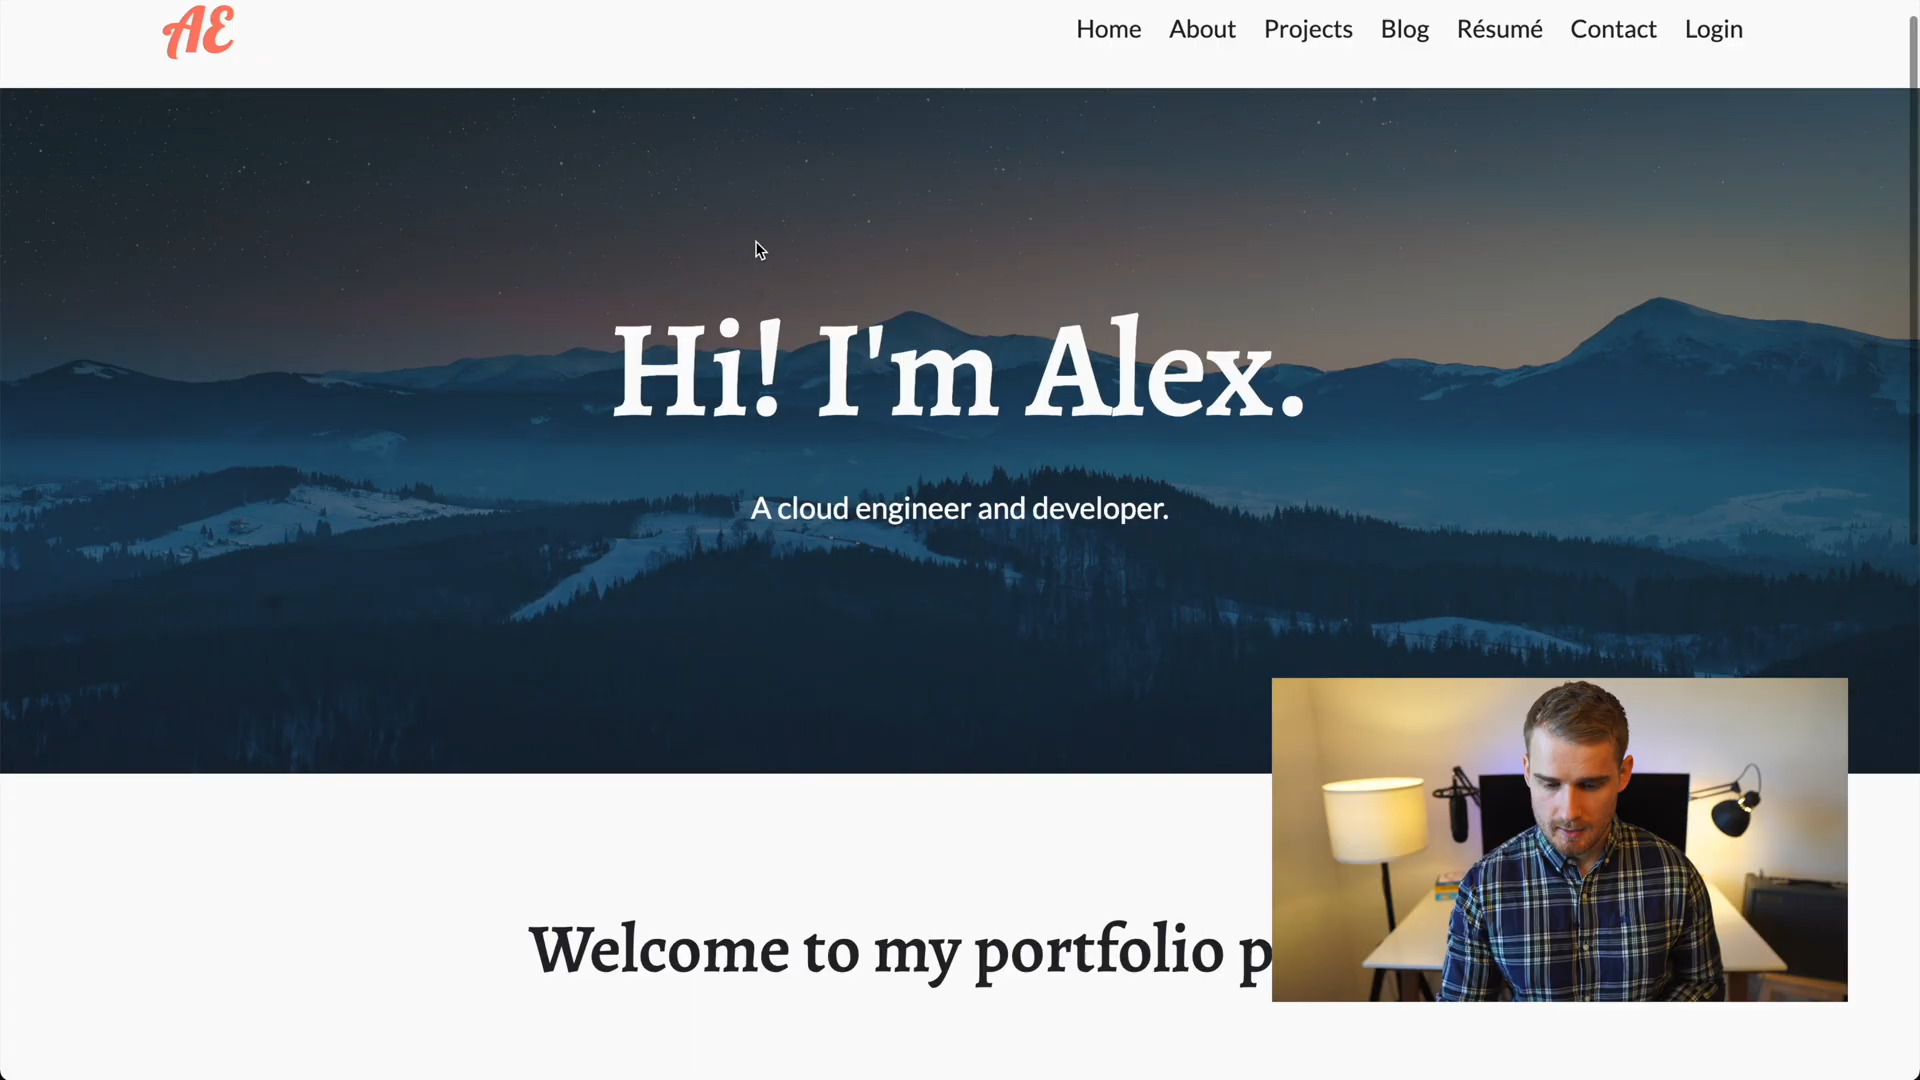 AE
Home About Projects Blog Résumé Contact Login
Hi! I'm Alex.
A cloud engineer and developer.
Welcome to my portfolio p